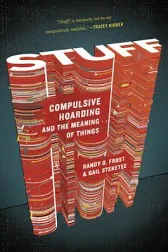 "[Stuff] is intensely, not to say
compulsively, readable." —TRACY KIDDER
STUFF
COMPULSIVE
HOARDING
AND THE MEANING
OF THINGS
RANDY O. FROST
& GAIL STEKETEE